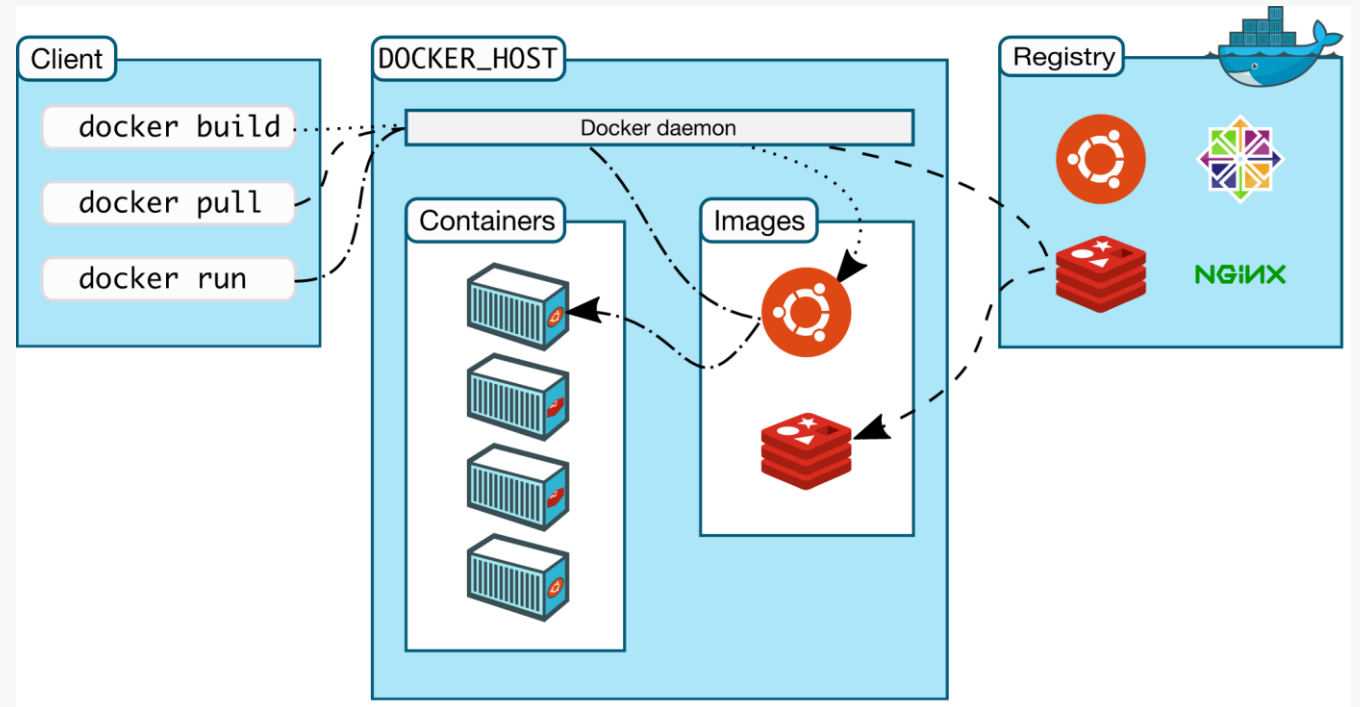 Client
docker build
docker pull
docker run
DOCKER_HOST
Docker daemon
Containers
Images
Registry
NGiNX